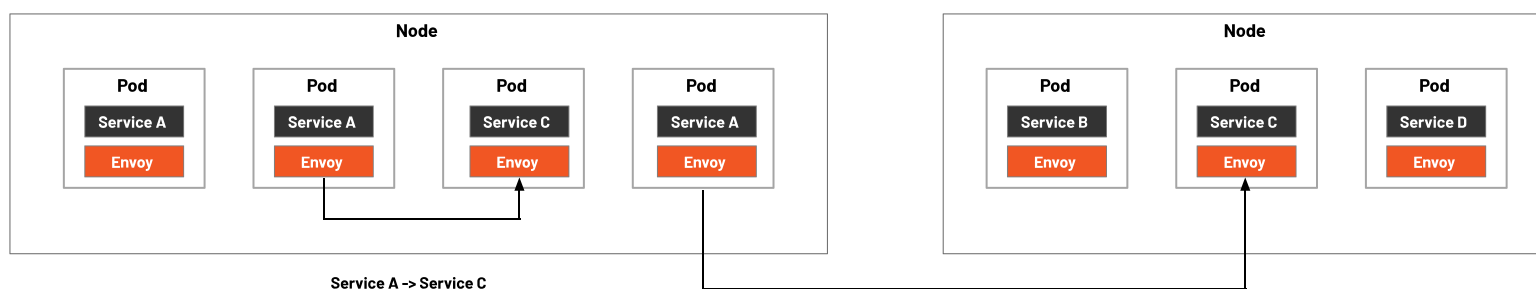 Node
Pod
Service A
Envoy
Pod
Service A
Envoy
Pod
Service C
Envoy
Pod
Service A
Envoy
Service A -> Service C
Node
Pod
Service B
Envoy
Pod
Service C
Envoy
Pod
Service D
Envoy